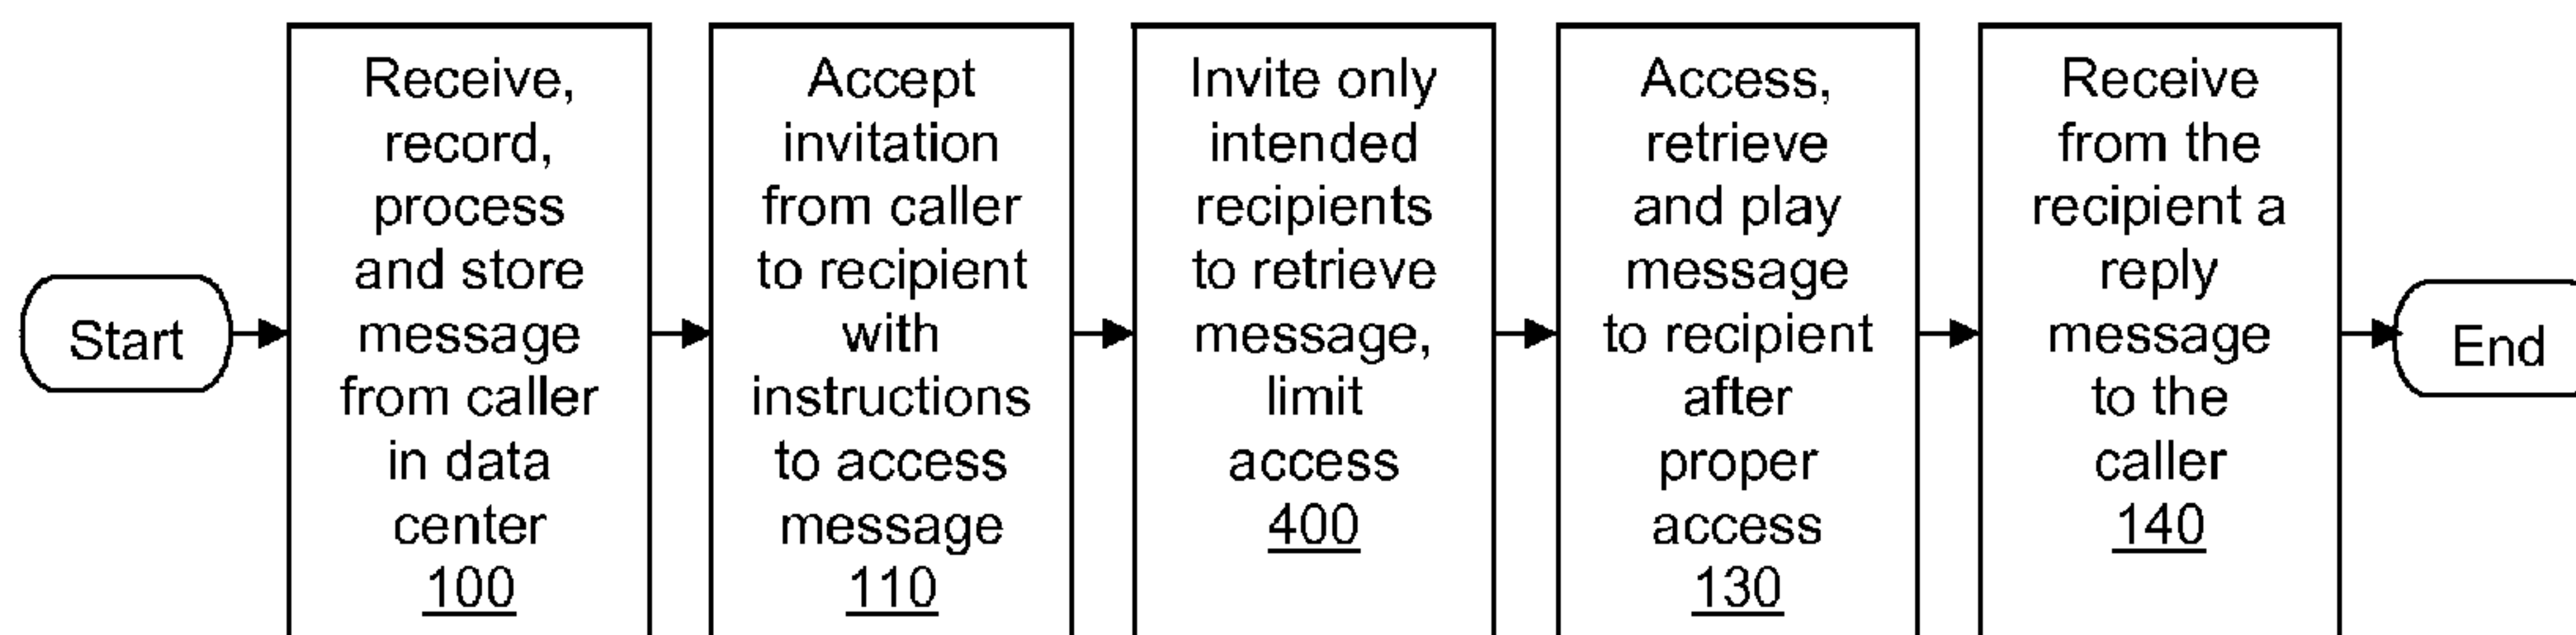 Start
Receive,
record,
process
and store
message
from caller
in data
center
100
Accept
invitation
from caller
to recipient
with
instructions
to access
message
110
Invite only
intended
recipients
to retrieve
message,
limit
access
400
Access,
retrieve
and play
message
to recipient
after
proper
access
130
Receive
from the
recipient a
reply
message
to the
caller
140
End